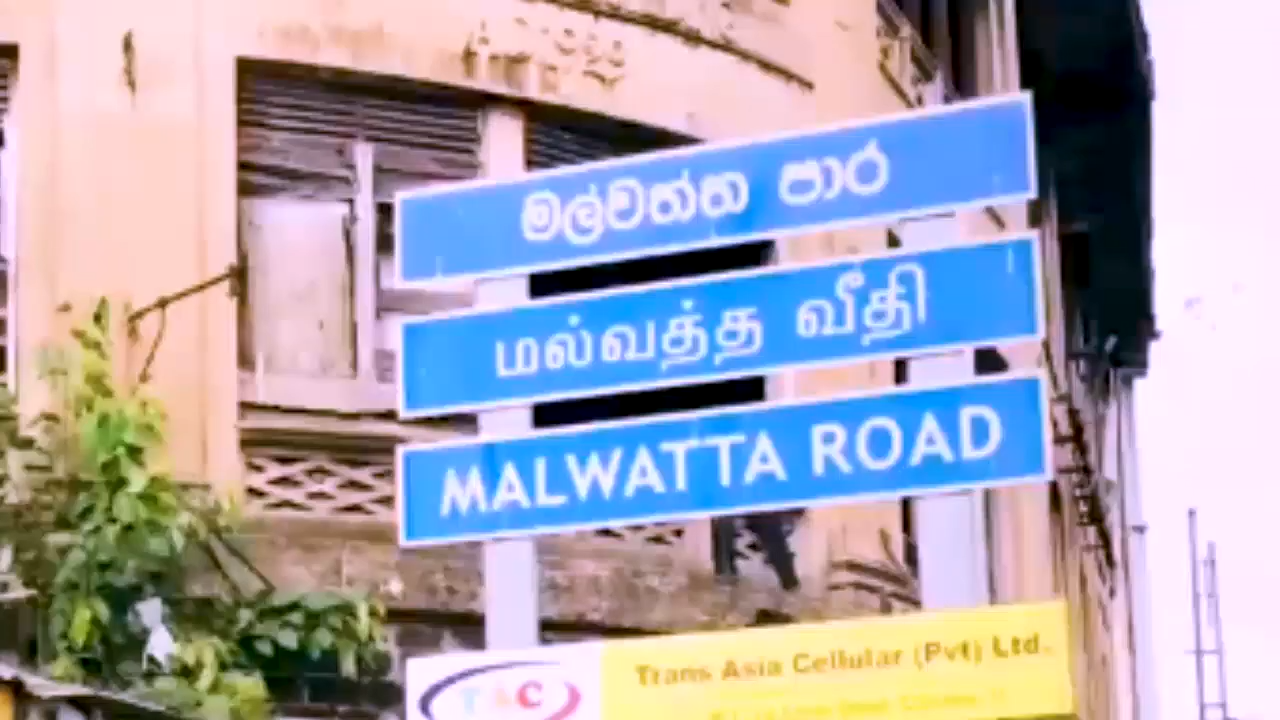 මල්වත්ත පාර
மல்வத்த வீதி
MALWATTA ROAD
Trans Asia Cellular (Pvt) Ltd.
TAC